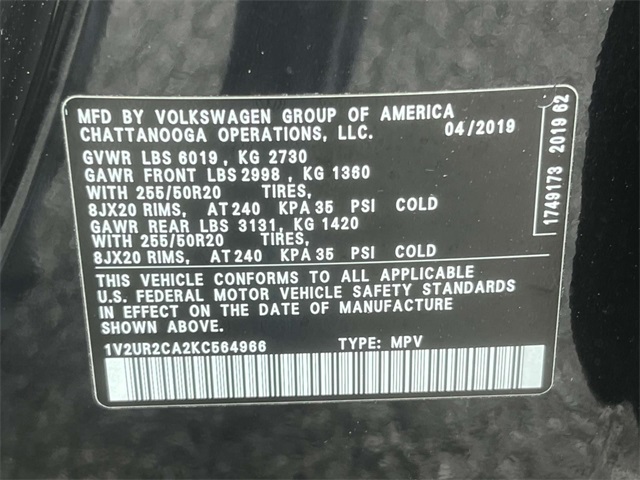 MFD BY VOLKSWAGEN GROUP OF AMERICA
CHATTANOOGA OPERATIONS, LLC. 04/2019
GVWR LBS 6019 , KG 2730
GAWR FRONT LBS 2998 , KG 1360
WITH 255/50R20 TIRES,
8JX20 RIMS, AT 240 KPA 35 PSI COLD
GAWR REAR LBS 3131, KG 1420
WITH 255/50R20 TIRES,
8JX20 RIMS, AT 240 KPA 35 PSI COLD
THIS VEHICLE CONFORMS TO ALL APPLICABLE
U.S. FEDERAL MOTOR VEHICLE SAFETY STANDARDS
IN EFFECT ON THE DATE OF MANUFACTURE
SHOWN ABOVE.
1V2UR2CA2KC564966 TYPE: MPV
1749173 2019 62